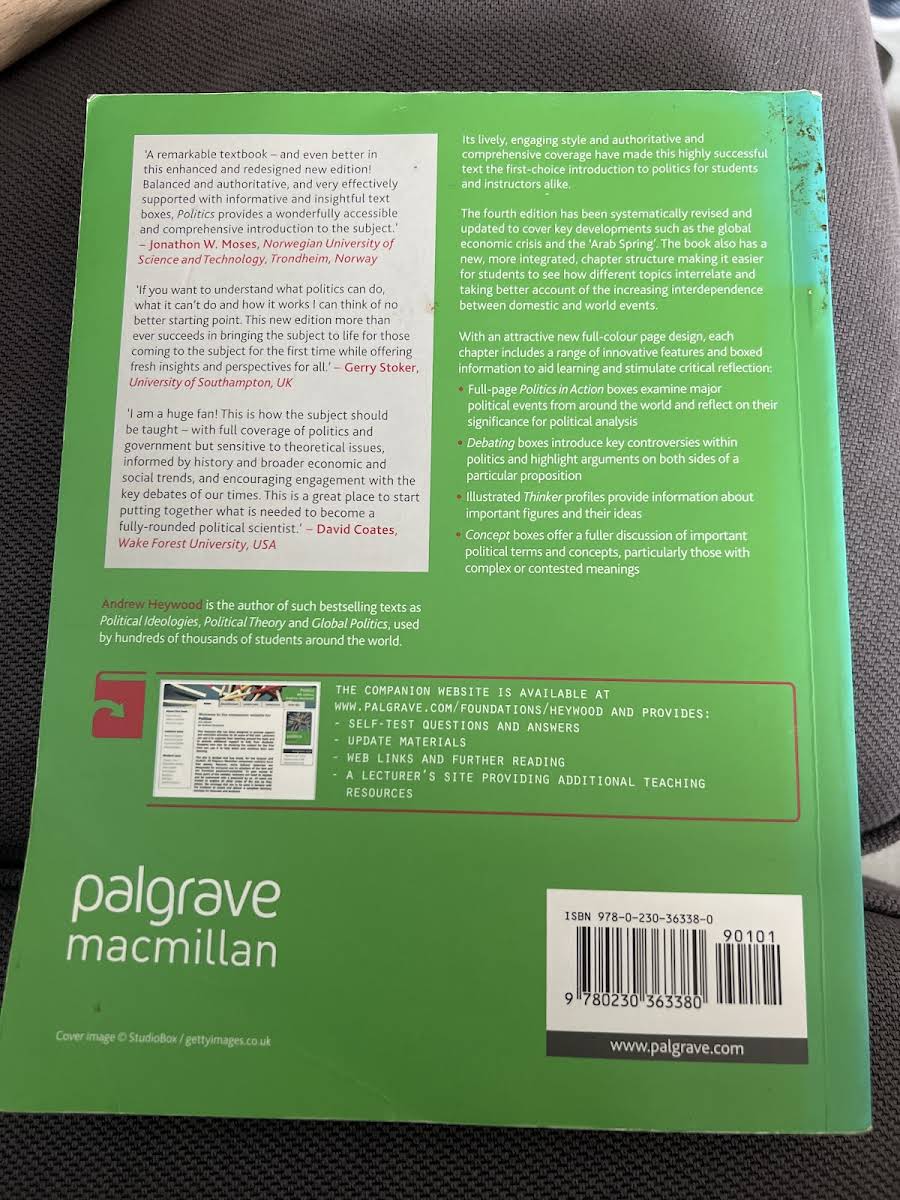 'A remarkable textbook – and even better in
this enhanced and redesigned new edition!
Balanced and authoritative, and very effectively
supported with informative and insightful text
boxes, Politics provides a wonderfully accessible
and comprehensive introduction to the subject.'
– Jonathon W. Moses, Norwegian University of
Science and Technology, Trondheim, Norway
'If you want to understand what politics can do,
what it can't do and how it works I can think of no
better starting point. This new edition more than
ever succeeds in bringing the subject to life for those
coming to the subject for the first time while offering
fresh insights and perspectives for all.' – Gerry Stoker,
University of Southampton, UK
'I am a huge fan! This is how the subject should
be taught – with full coverage of politics and
government but sensitive to theoretical issues,
informed by history and broader economic and
social trends, and encouraging engagement with the
key debates of our times. This is a great place to start
putting together what is needed to become a
fully-rounded political scientist.' – David Coates,
Wake Forest University, USA
Its lively, engaging style and authoritative and
comprehensive coverage have made this highly successful
text the first-choice introduction to politics for students
and instructors alike.
The fourth edition has been systematically revised and
updated to cover key developments such as the global
economic crisis and the 'Arab Spring'. The book also has a
new, more integrated, chapter structure making it easier
for students to see how different topics interrelate and
taking better account of the increasing interdependence
between domestic and world events.
With an attractive new full-colour page design, each
chapter includes a range of innovative features and boxed
information to aid learning and stimulate critical reflection:
• Full-page Politics in Action boxes examine major
political events from around the world and reflect on their
significance for political analysis
• Debating boxes introduce key controversies within
politics and highlight arguments on both sides of a
particular proposition
• Illustrated Thinker profiles provide information about
important figures and their ideas
• Concept boxes offer a fuller discussion of important
political terms and concepts, particularly those with
complex or contested meanings
Andrew Heywood is the author of such bestselling texts as
Political Ideologies, Political Theory and Global Politics, used
by hundreds of thousands of students around the world.
THE COMPANION WEBSITE IS AVAILABLE AT
WWW.PALGRAVE.COM/FOUNDATIONS/HEYWOOD AND PROVIDES:
- SELF-TEST QUESTIONS AND ANSWERS
- UPDATE MATERIALS
- WEB LINKS AND FURTHER READING
- A LECTURER'S SITE PROVIDING ADDITIONAL TEACHING
RESOURCES
palgrave
macmillan
Cover image © StudioBox / gettyimages.co.uk
ISBN 978-0-230-36338-0
90101
9 780230 363380
www.palgrave.com